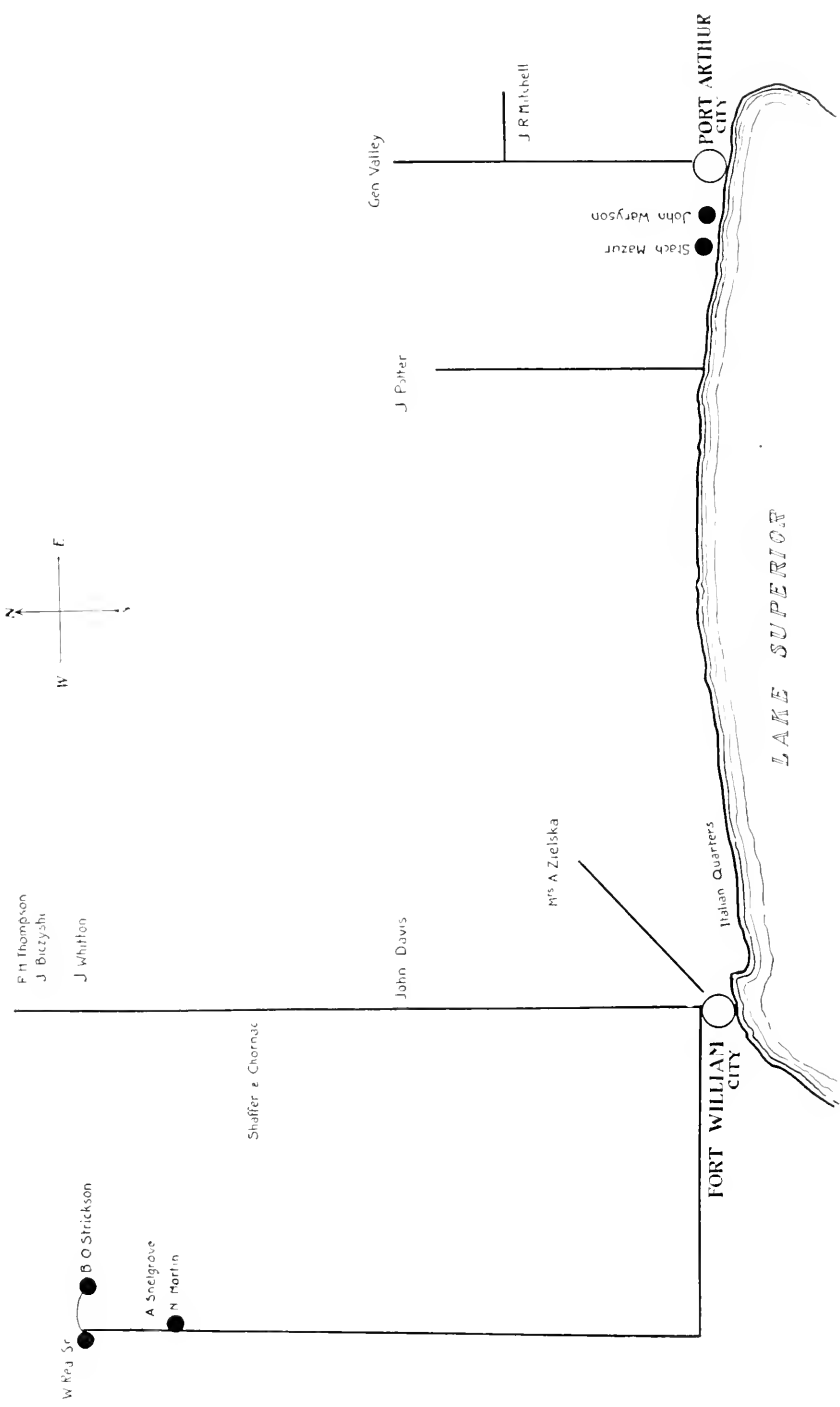 N
W
E
S
P H Thompson
J Biczyski
J Whitton
W Rea Sr
B O Strickson
A Snelgrove
N Martin
Shaffer & Chornac
John Davis
Mrs A Zielska
FORT WILLIAM
CITY
Italian Quarters
LAKE SUPERIOR
J Potter
Gen Valley
J R Mitchell
Stach Mazur
John Waryson
PORT ARTHUR
CITY